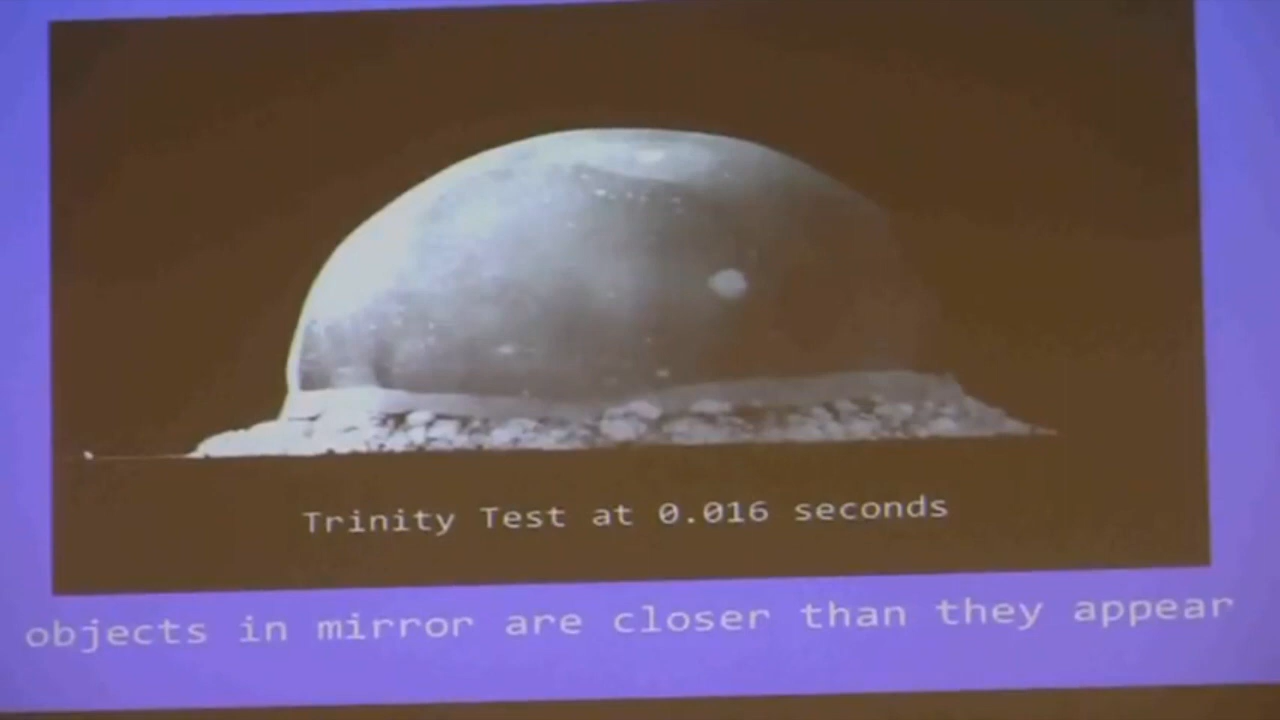 Trinity Test at 0.016 seconds
objects in mirror are closer than they appear